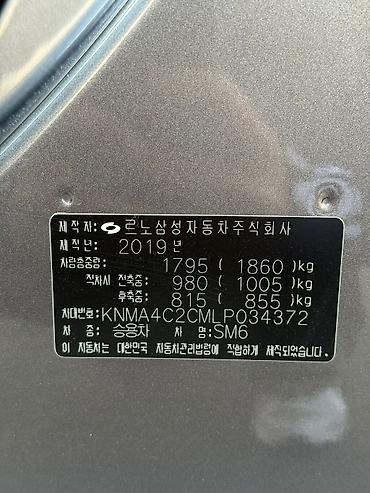 제작자: 르노삼성자동차주식회사
제작년: 2019년
차량총중량: 1795 ( 1860 )kg
적차시 전축중: 980 ( 1005 )kg
후축중: 815 ( 855 )kg
차대번호: KNMA4C2CMLP034372
차 종: 승용차 차 명: SM6
이 자동차는 대한민국 자동차관리법령에 적합하게 제작되었습니다.